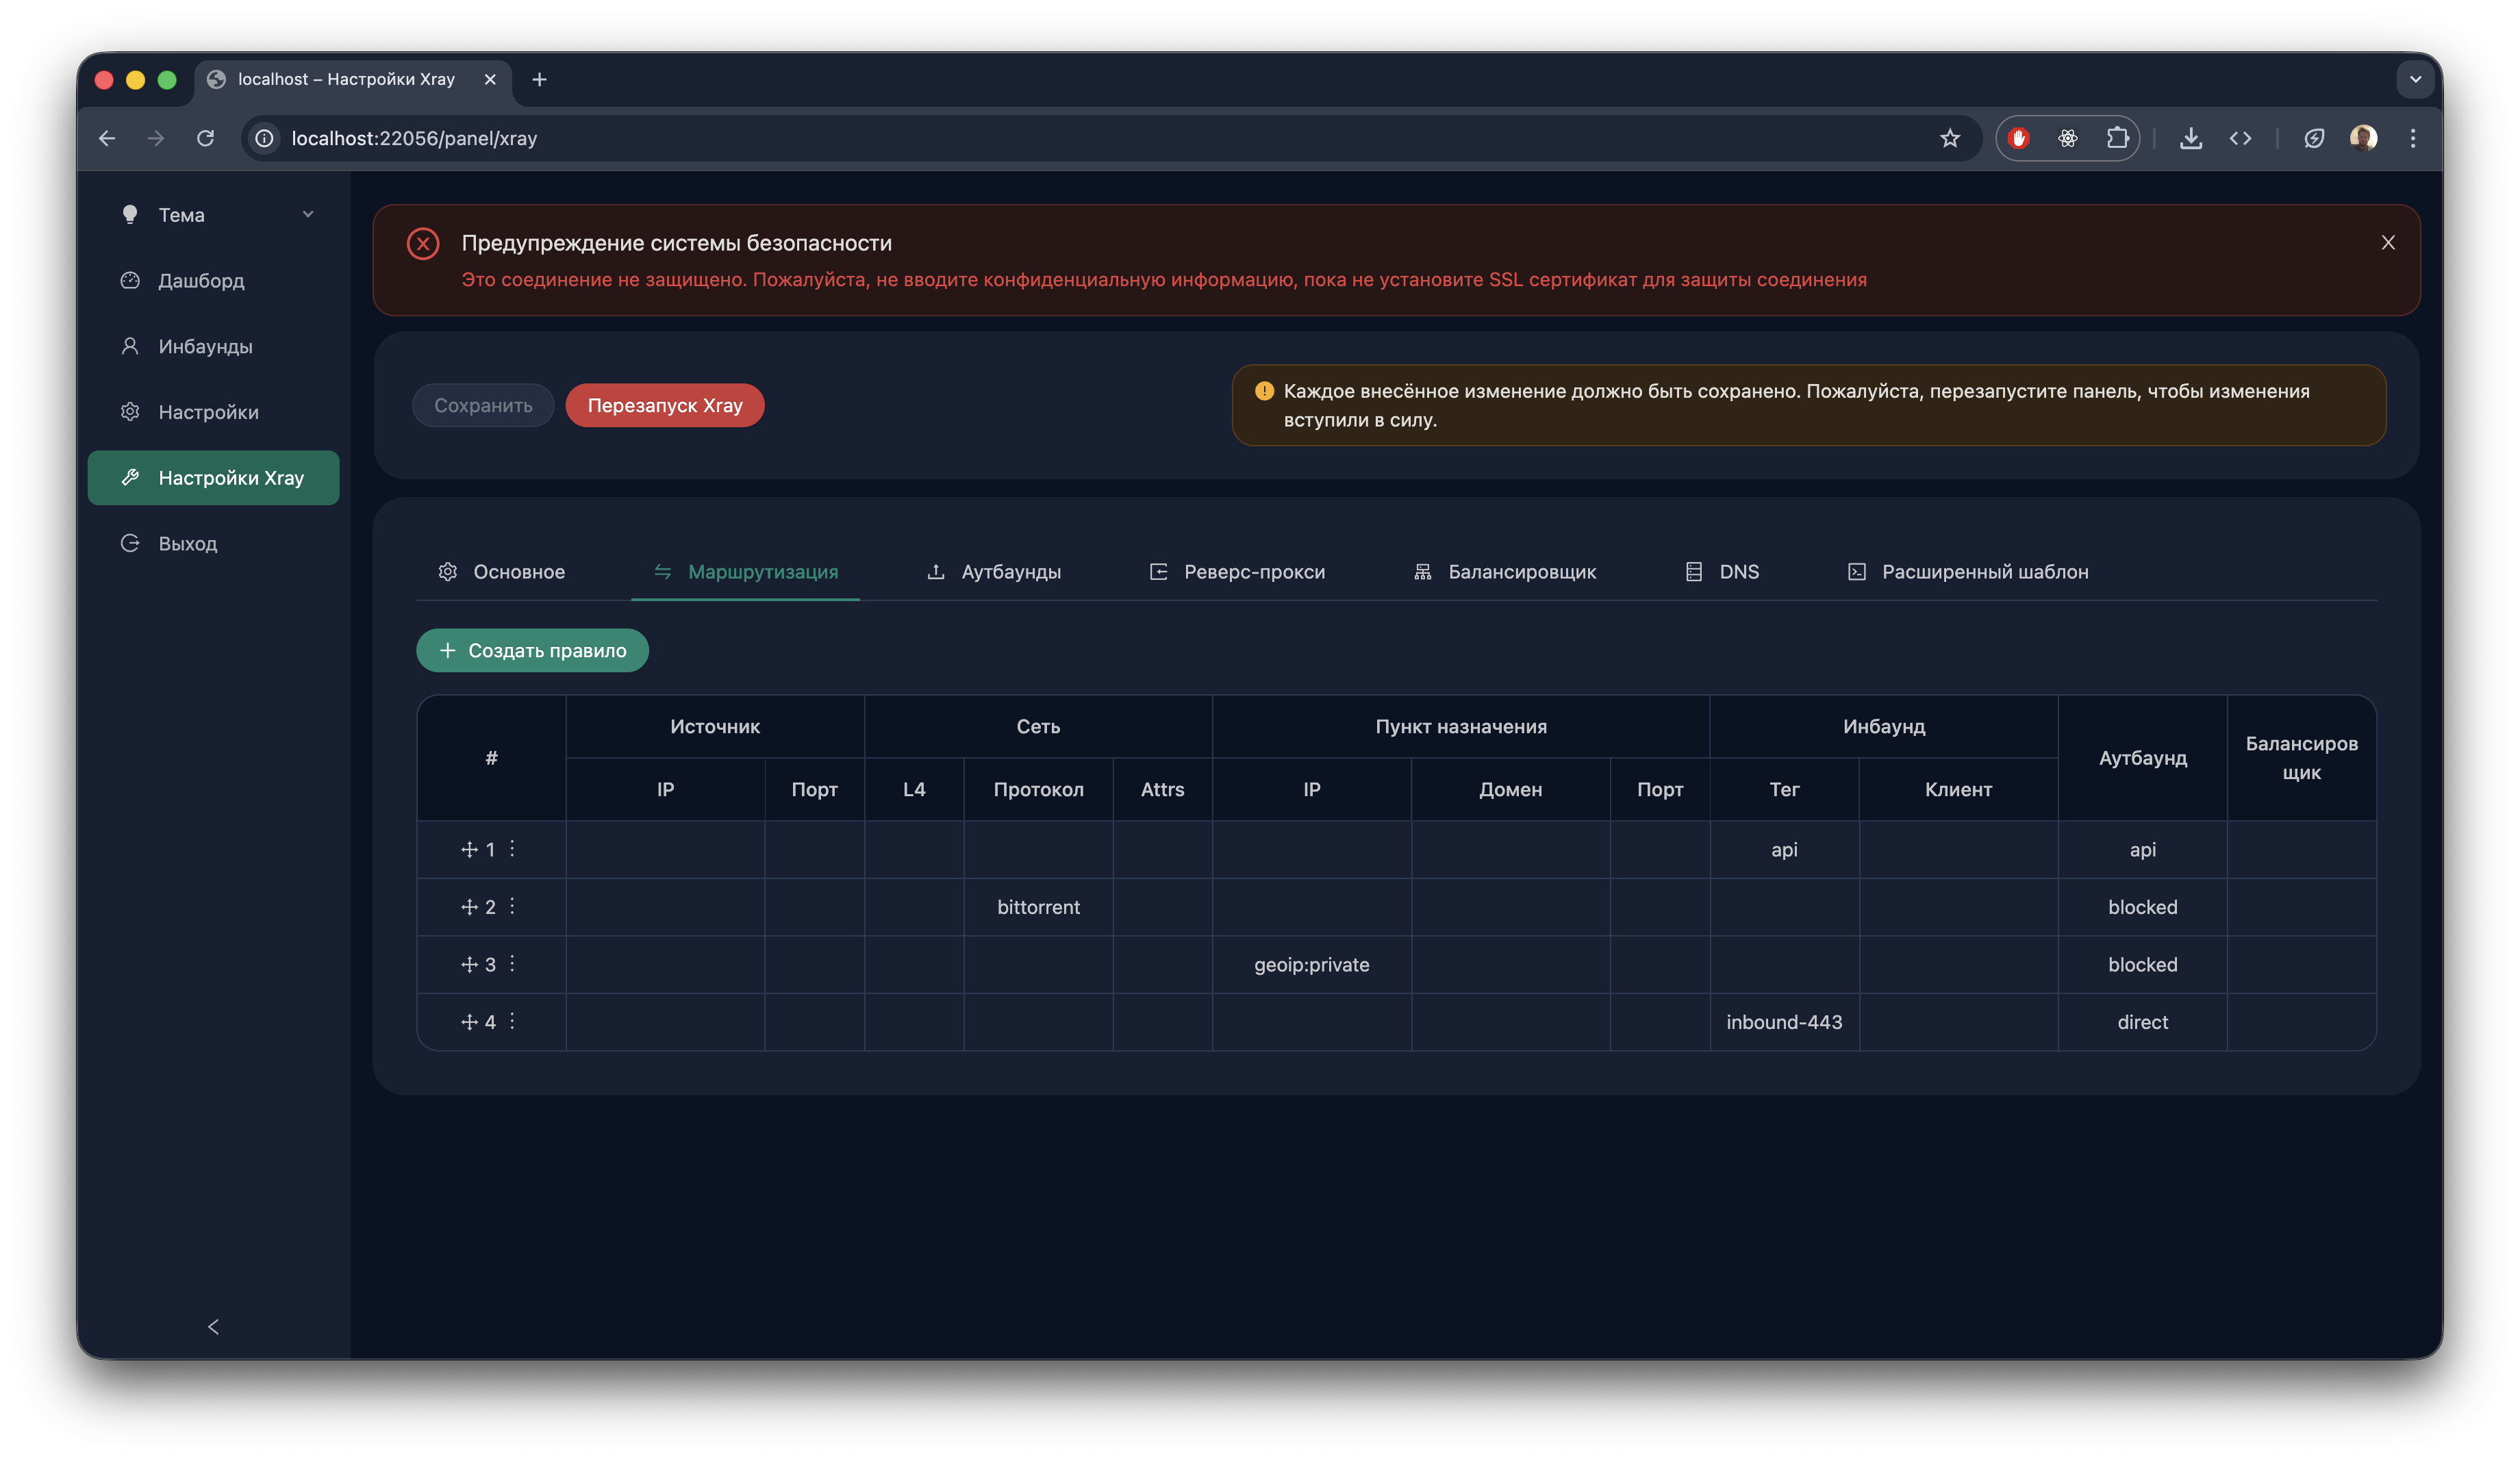 localhost – Настройки Xray
localhost:22056/panel/xray
Тема
Дашборд
Инбаунды
Настройки
Настройки Xray
Выход
Предупреждение системы безопасности
Это соединение не защищено. Пожалуйста, не вводите конфиденциальную информацию, пока не установите SSL сертификат для защиты соединения
Сохранить
Перезапуск Xray
Каждое внесённое изменение должно быть сохранено. Пожалуйста, перезапустите панель, чтобы изменения
вступили в силу.
Основное Маршрутизация Аутбаунды Реверс-прокси Балансировщик DNS Расширенный шаблон
Создать правило
# Источник Сеть Пункт назначения Инбаунд Аутбаунд Балансиров
щик
IP Порт L4 Протокол Attrs IP Домен Порт Тег Клиент
1 api api
2 bittorrent blocked
3 geoip:private blocked
4 inbound-443 direct